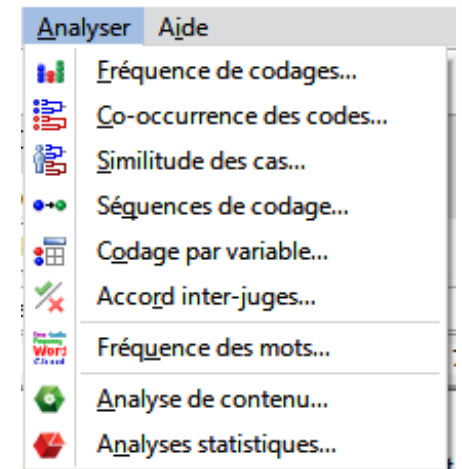 Analyser Aide
Fréquence de codages...
Co-occurrence des codes...
Similitude des cas...
Séquences de codage...
Codage par variable...
Accord inter-juges...
Fréquence des mots...
Word
Analyse de contenu...
Analyses statistiques...